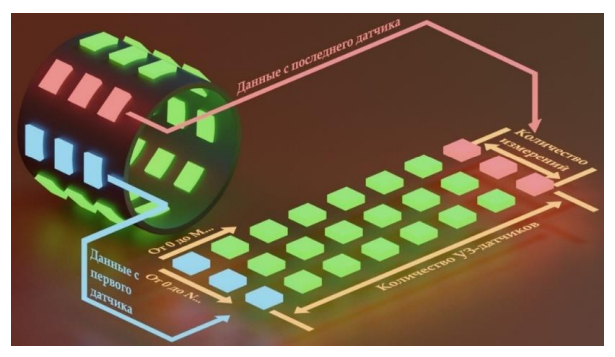 Данные с последнего датчика
Количество
измерений
От 0 до M...
От 0 до N...
Данные с
первого
датчика
Количество УЗ-датчиков